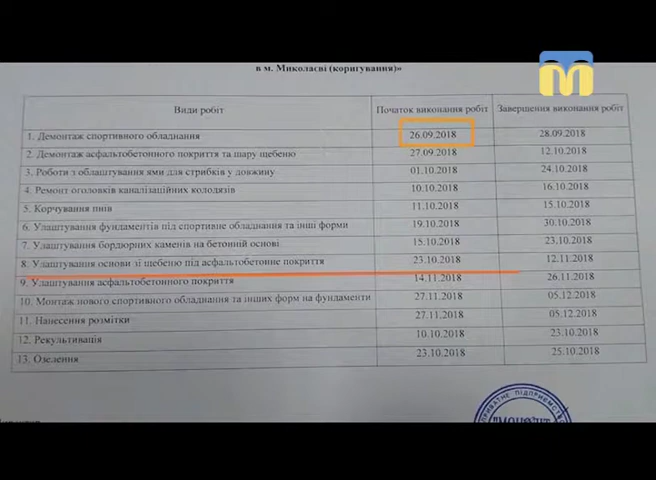 в м. Миколаєві (коригування)»
Види робіт Початок виконання робіт Завершення виконання робіт
1. Демонтаж спортивного обладнання 26.09.2018 28.09.2018
2. Демонтаж асфальтобетонного покриття та шару щебеню 27.09.2018 12.10.2018
3. Роботи з облаштування ями для стрибків у довжину 01.10.2018 24.10.2018
4. Ремонт оголовків каналізаційних колодязів 10.10.2018 16.10.2018
5. Корчування пнів 11.10.2018 15.10.2018
6. Улаштування фундаментів під спортивне обладнання та інші форми 19.10.2018 30.10.2018
7. Улаштування бордюрних каменів на бетонній основі 15.10.2018 23.10.2018
8. Улаштування основи зі щебеню під асфальтобетонне покриття 23.10.2018 12.11.2018
9. Улаштування асфальтобетонного покриття 14.11.2018 26.11.2018
10. Монтаж нового спортивного обладнання та інших форм на фундаменти 27.11.2018 05.12.2018
11. Нанесення розмітки 27.11.2018 05.12.2018
12. Рекультивація 10.10.2018 23.10.2018
13. Озелення 23.10.2018 25.10.2018
ПРИВАТНЕ ПІДПРИЄМСТВО